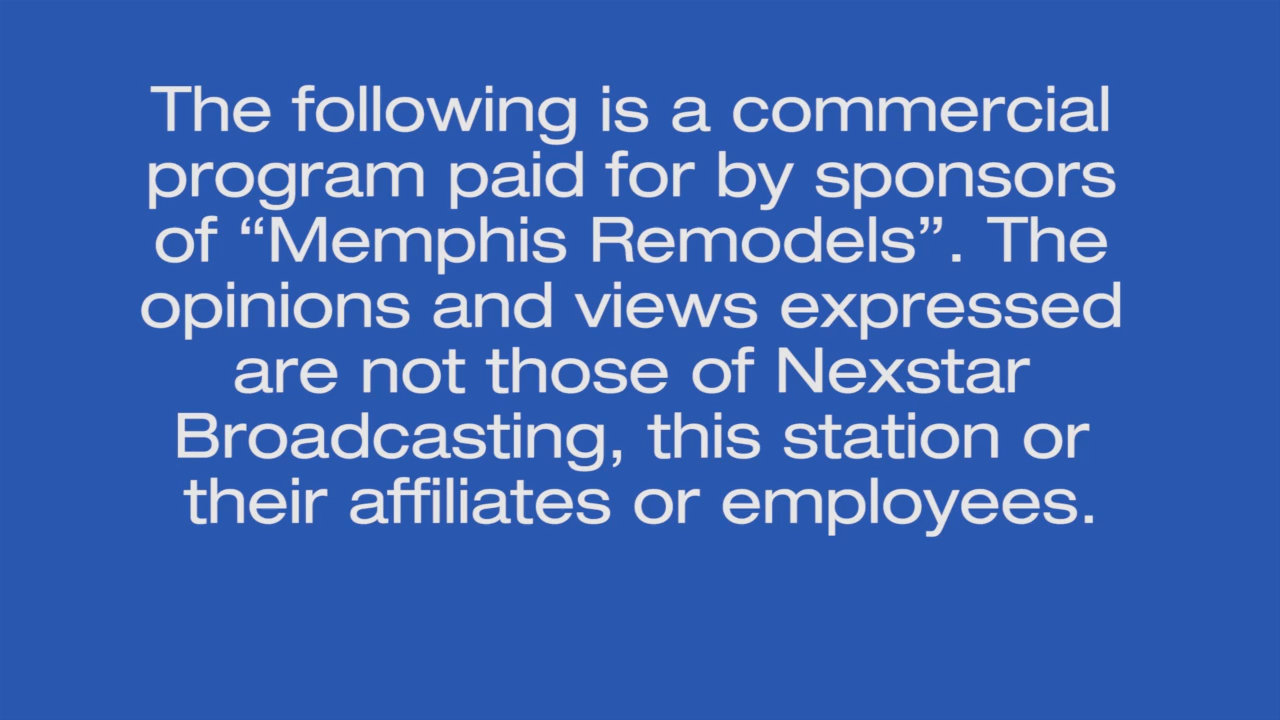 The following is a commercial
program paid for by sponsors
of “Memphis Remodels”. The
opinions and views expressed
are not those of Nexstar
Broadcasting, this station or
their affiliates or employees.